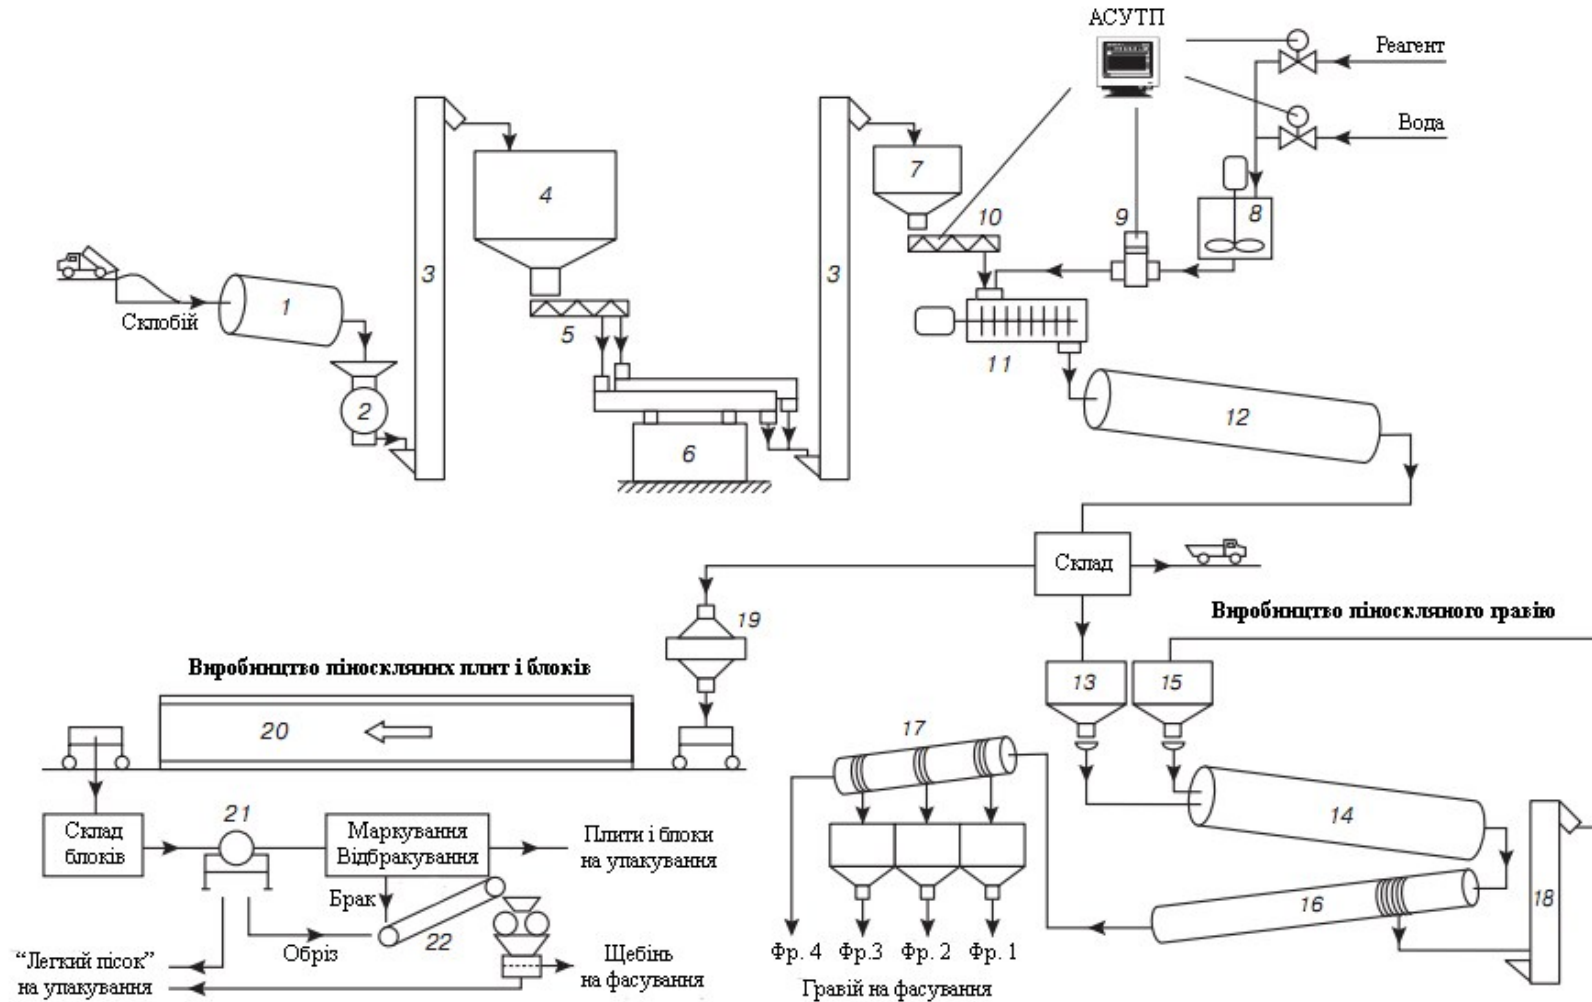 АСУТП
Реагент
Вода
7
4
10
9
8
3
3
1
Склобій
5
11
2
12
6
Склад
19
Виробництво піноскляного гравію
Виробництво піноскляних плит і блоків
13
15
20
17
14
21
Склад
блоків
Маркування
Відбракування
Плити і блоки
на упакування
Брак
16
18
22
Обріз
“Легкий пісок”
на упакування
Щебінь
на фасування
Фр. 4
Фр.3
Фр. 2
Фр. 1
Гравій на фасування